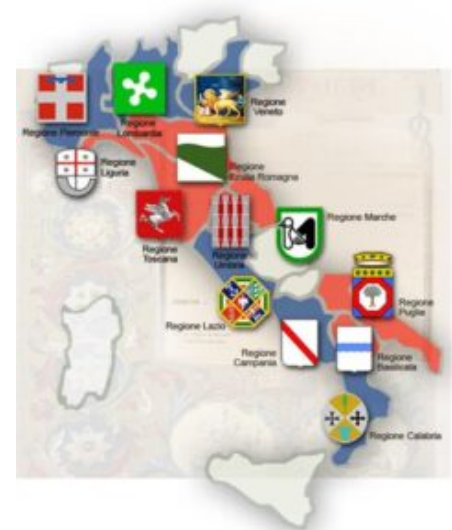 Regione
Veneto
Regione Piemonte
Regione
Lombardia
Regione
Liguria
Regione
Emilia Romagna
Regione
Toscana
Regione
Umbria
Regione Marche
Regione Lazio
Regione
Puglia
Regione
Campania
Regione
Basilicata
Regione Calabria